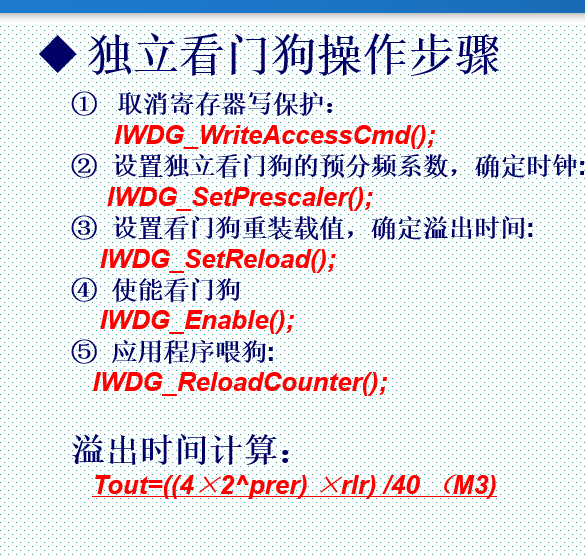 ◆ 独立看门狗操作步骤
① 取消寄存器写保护：
IWDG_WriteAccessCmd();
② 设置独立看门狗的预分频系数，确定时钟:
IWDG_SetPrescaler();
③ 设置看门狗重装载值，确定溢出时间:
IWDG_SetReload();
④ 使能看门狗
IWDG_Enable();
⑤ 应用程序喂狗:
IWDG_ReloadCounter();
溢出时间计算：
Tout=((4×2^prer) ×rlr) /40 （M3)